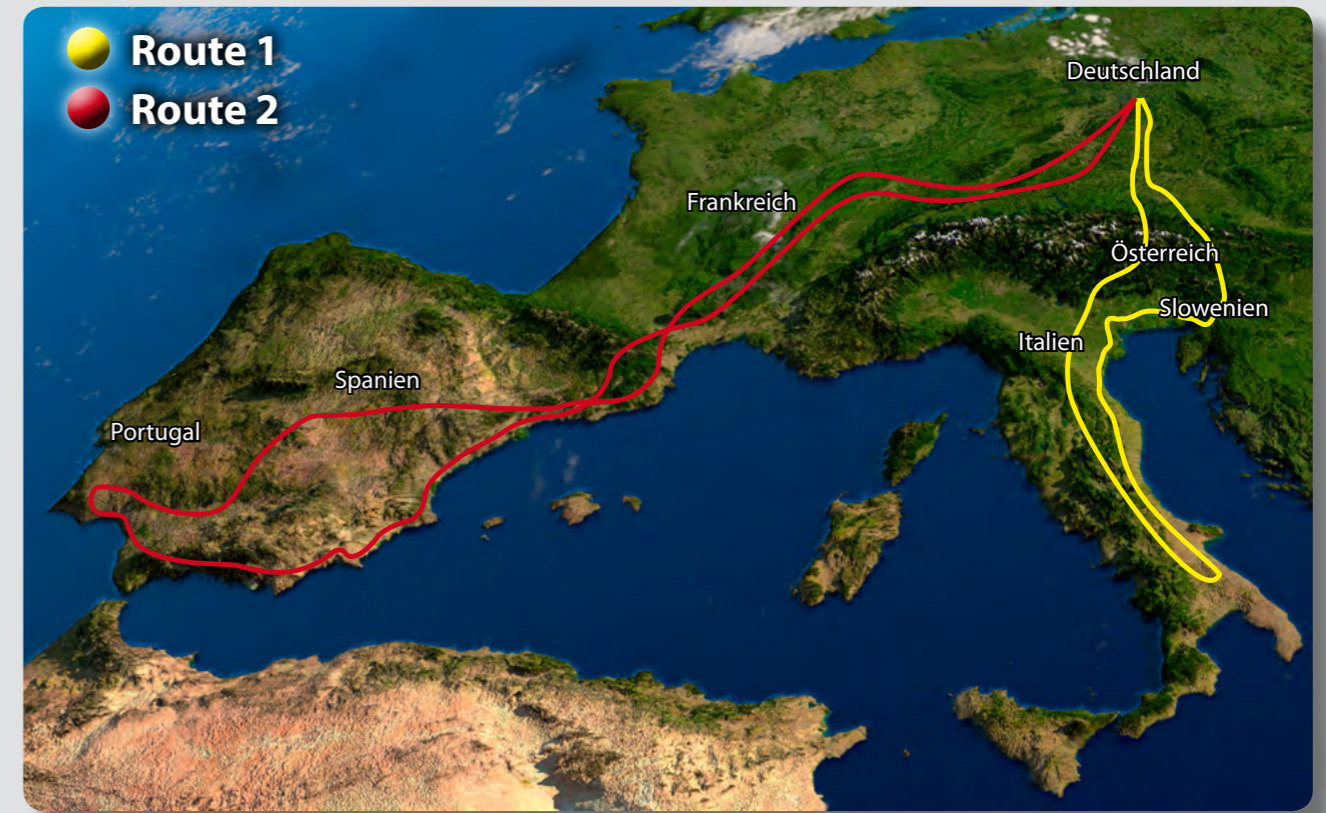 Route 1
Route 2
Deutschland
Frankreich
Österreich
Slowenien
Italien
Spanien
Portugal